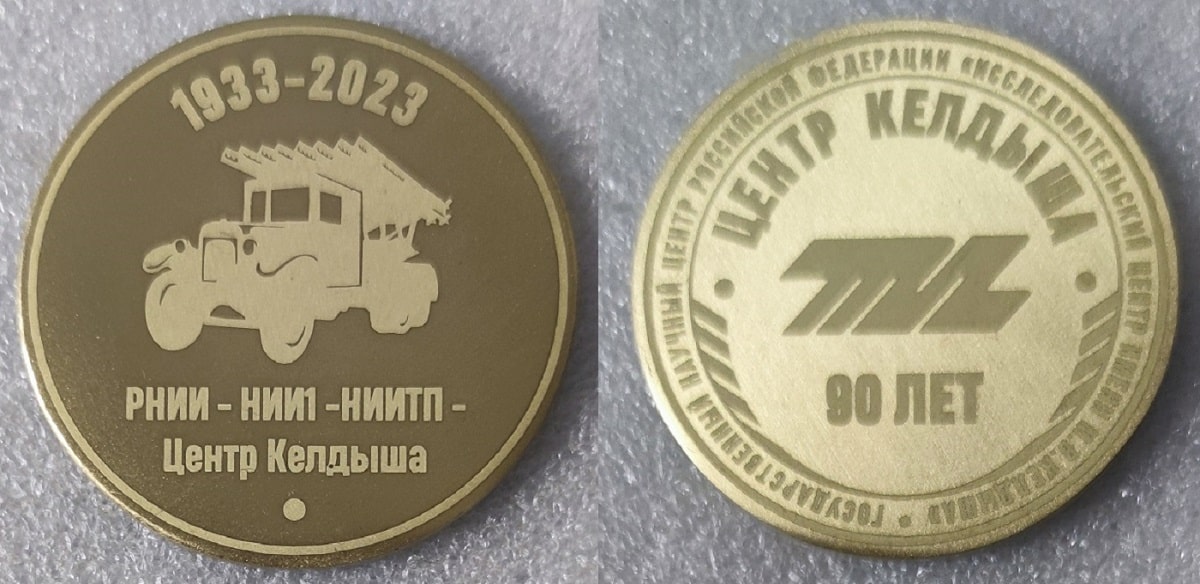 1933-2023
РНИИ - НИИ1 -НИИТП -
Центр Келдыша
ГОСУДАРСТВЕННЫЙ НАУЧНЫЙ ЦЕНТР РОССИЙСКОЙ ФЕДЕРАЦИИ «ИССЛЕДОВАТЕЛЬСКИЙ ЦЕНТР ИМЕНИ М.В.КЕЛДЫША»
ЦЕНТР КЕЛДЫША
90 ЛЕТ